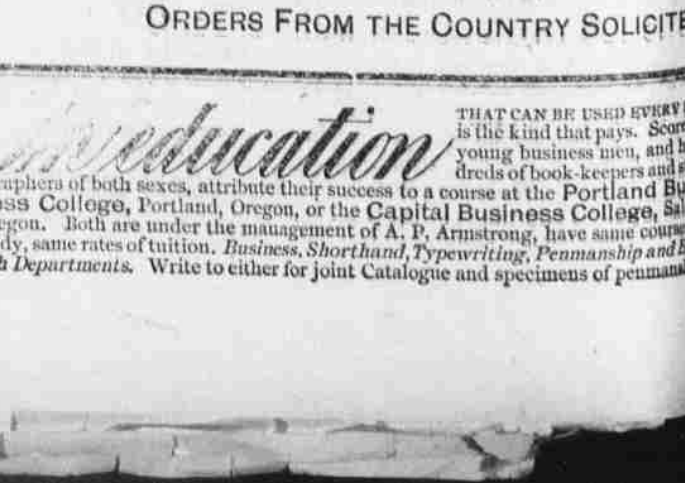 ORDERS FROM THE COUNTRY SOLICITE
education
THAT CAN BE USED EVERY
is the kind that pays. Scor
young business men, and h
dreds of book-keepers and s
raphers of both sexes, attribute their success to a course at the Portland Bu
ess College, Portland, Oregon, or the Capital Business College, Sal
egon. Both are under the management of A. P. Armstrong, have same course
dy, same rates of tuition. Business, Shorthand, Typewriting, Penmanship and E
h Departments. Write to either for joint Catalogue and specimens of penman